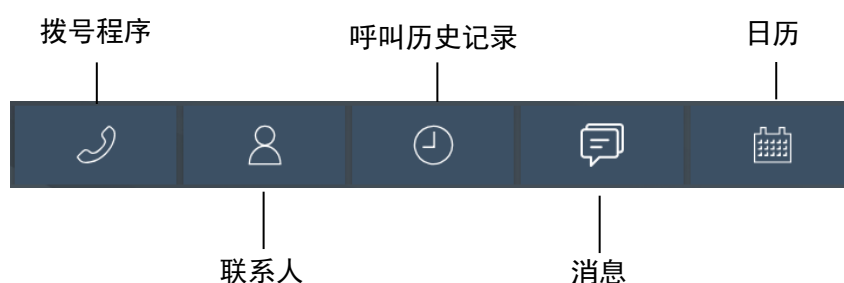 拨号程序
呼叫历史记录
日历
联系人
消息